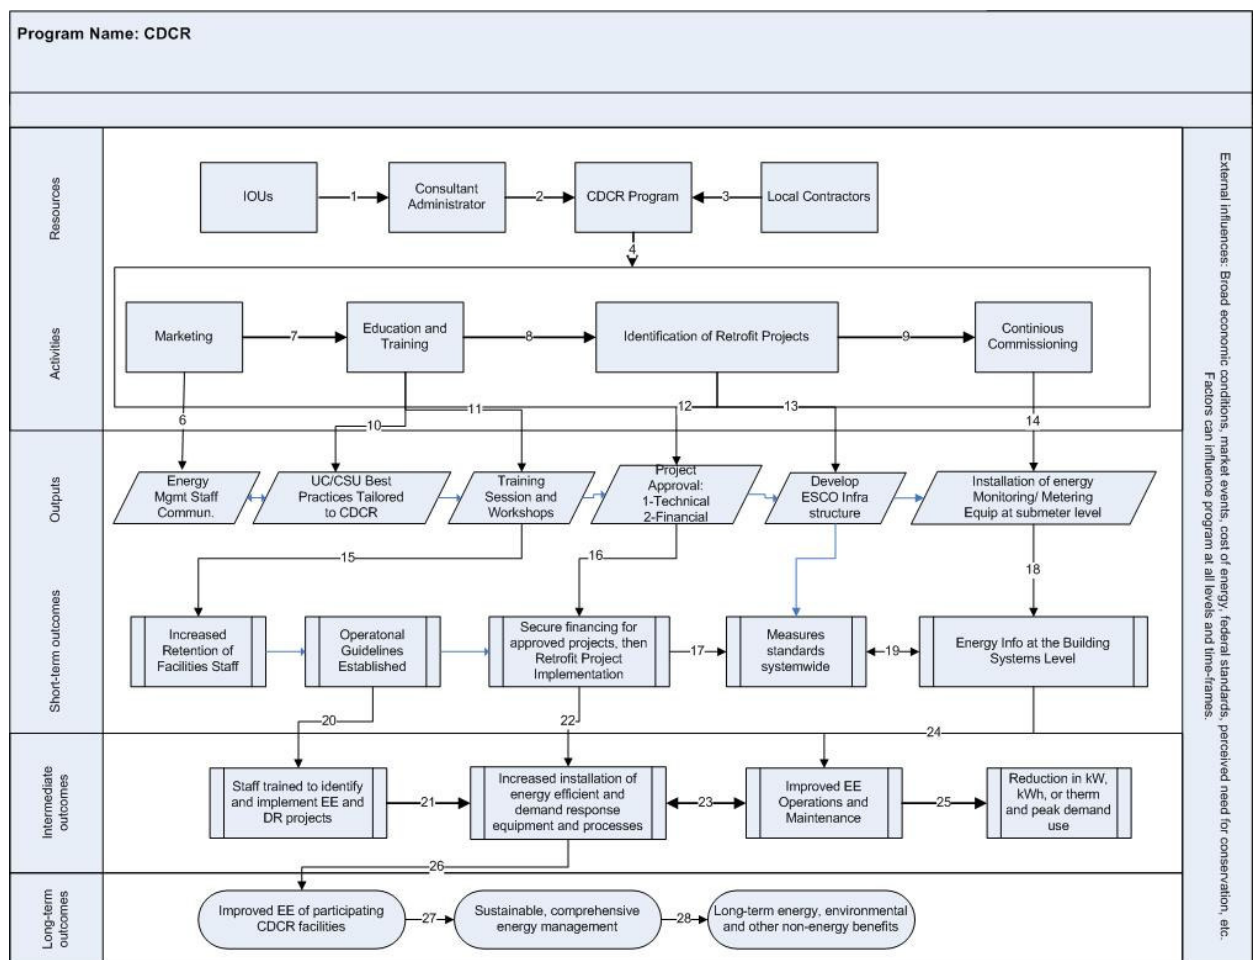 Program Name: CDCR
Resources
IOUs
1
Consultant
Administrator
2
CDCR Program
3
Local Contractors
4
Activities
Marketing
7
Education and
Training
8
Identification of Retrofit Projects
9
Continious
Commissioning
6
10
11
12
13
14
Outputs
Energy
Mgmt Staff
Commun.
UC/CSU Best
Practices Tailored
to CDCR
Training
Session and
Workshops
Project
Approval:
1-Technical
2-Financial
Develop
ESCO Infra
structure
Installation of energy
Monitoring/ Metering
Equip at submeter level
15
16
18
Short-term outcomes
Increased
Retention of
Facilities Staff
Operatonal
Guidelines
Established
Secure financing for
approved projects, then
Retrofit Project
Implementation
17
Measures
standards
systemwide
19
Energy Info at the Building
Systems Level
20
22
24
Intermediate
outcomes
Staff trained to identify
and implement EE and
DR projects
21
Increased installation of
energy efficient and
demand response
equipment and processes
23
Improved EE
Operations and
Maintenance
25
Reduction in kW,
kWh, or therm
and peak demand
use
26
Long-term
outcomes
Improved EE of participating
CDCR facilities
27
Sustainable, comprehensive
energy management
28
Long-term energy, environmental
and other non-energy benefits
External influences: Broad economic conditions, market events, cost of energy, federal standards, perceived need for conservation, etc.
Factors can influence program at all levels and time-frames.